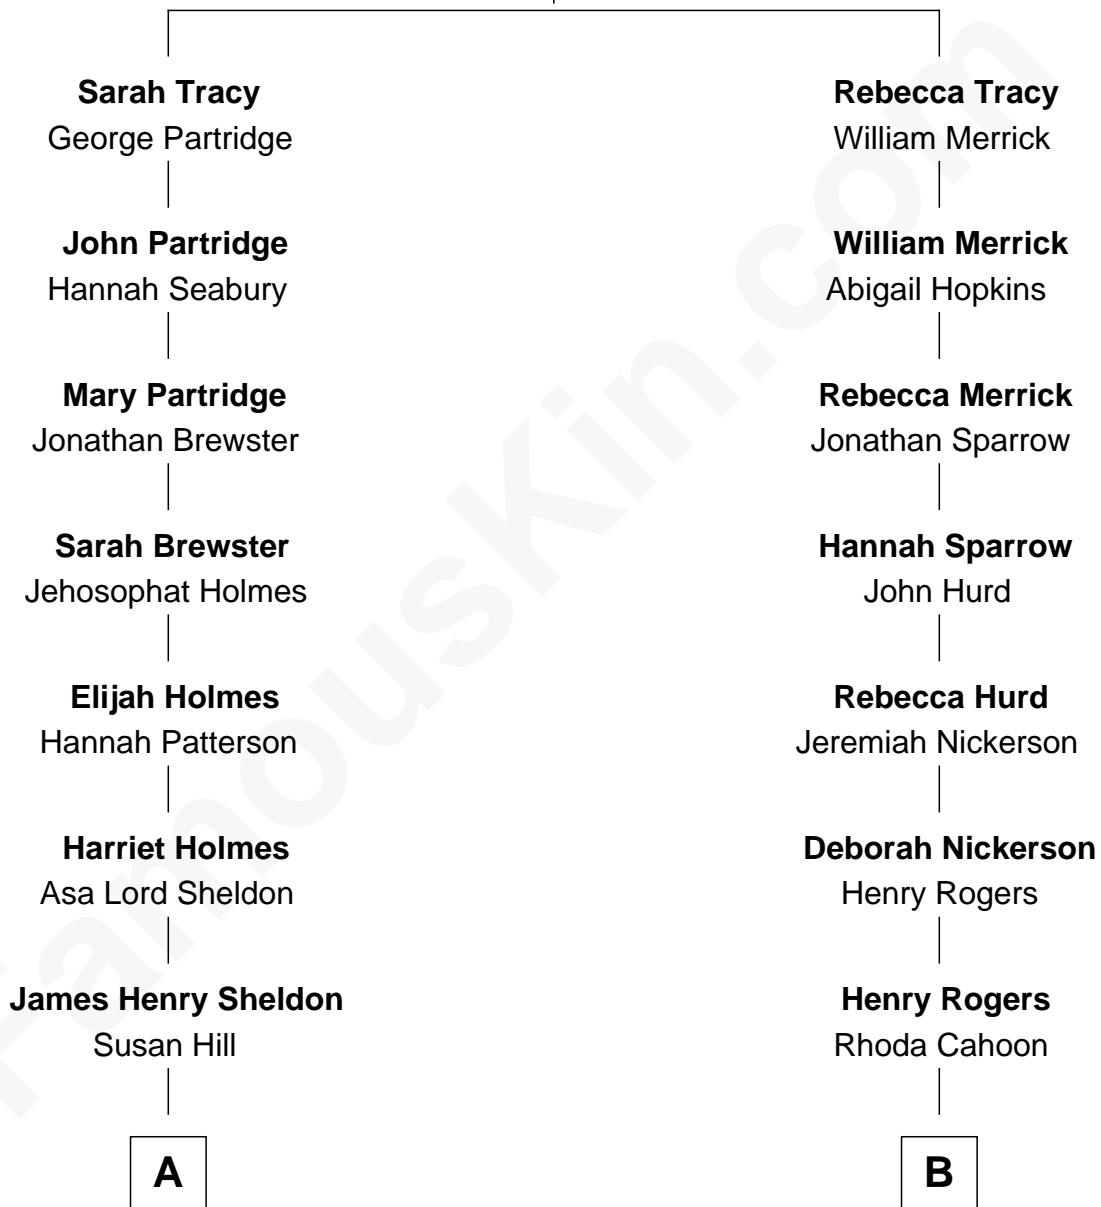 Sarah Tracy
George Partridge
John Partridge
Hannah Seabury
Mary Partridge
Jonathan Brewster
Sarah Brewster
Jehosophat Holmes
Elijah Holmes
Hannah Patterson
Harriet Holmes
Asa Lord Sheldon
James Henry Sheldon
Susan Hill
A
Rebecca Tracy
William Merrick
William Merrick
Abigail Hopkins
Rebecca Merrick
Jonathan Sparrow
Hannah Sparrow
John Hurd
Rebecca Hurd
Jeremiah Nickerson
Deborah Nickerson
Henry Rogers
Henry Rogers
Rhoda Cahoon
B
FamousKin.com